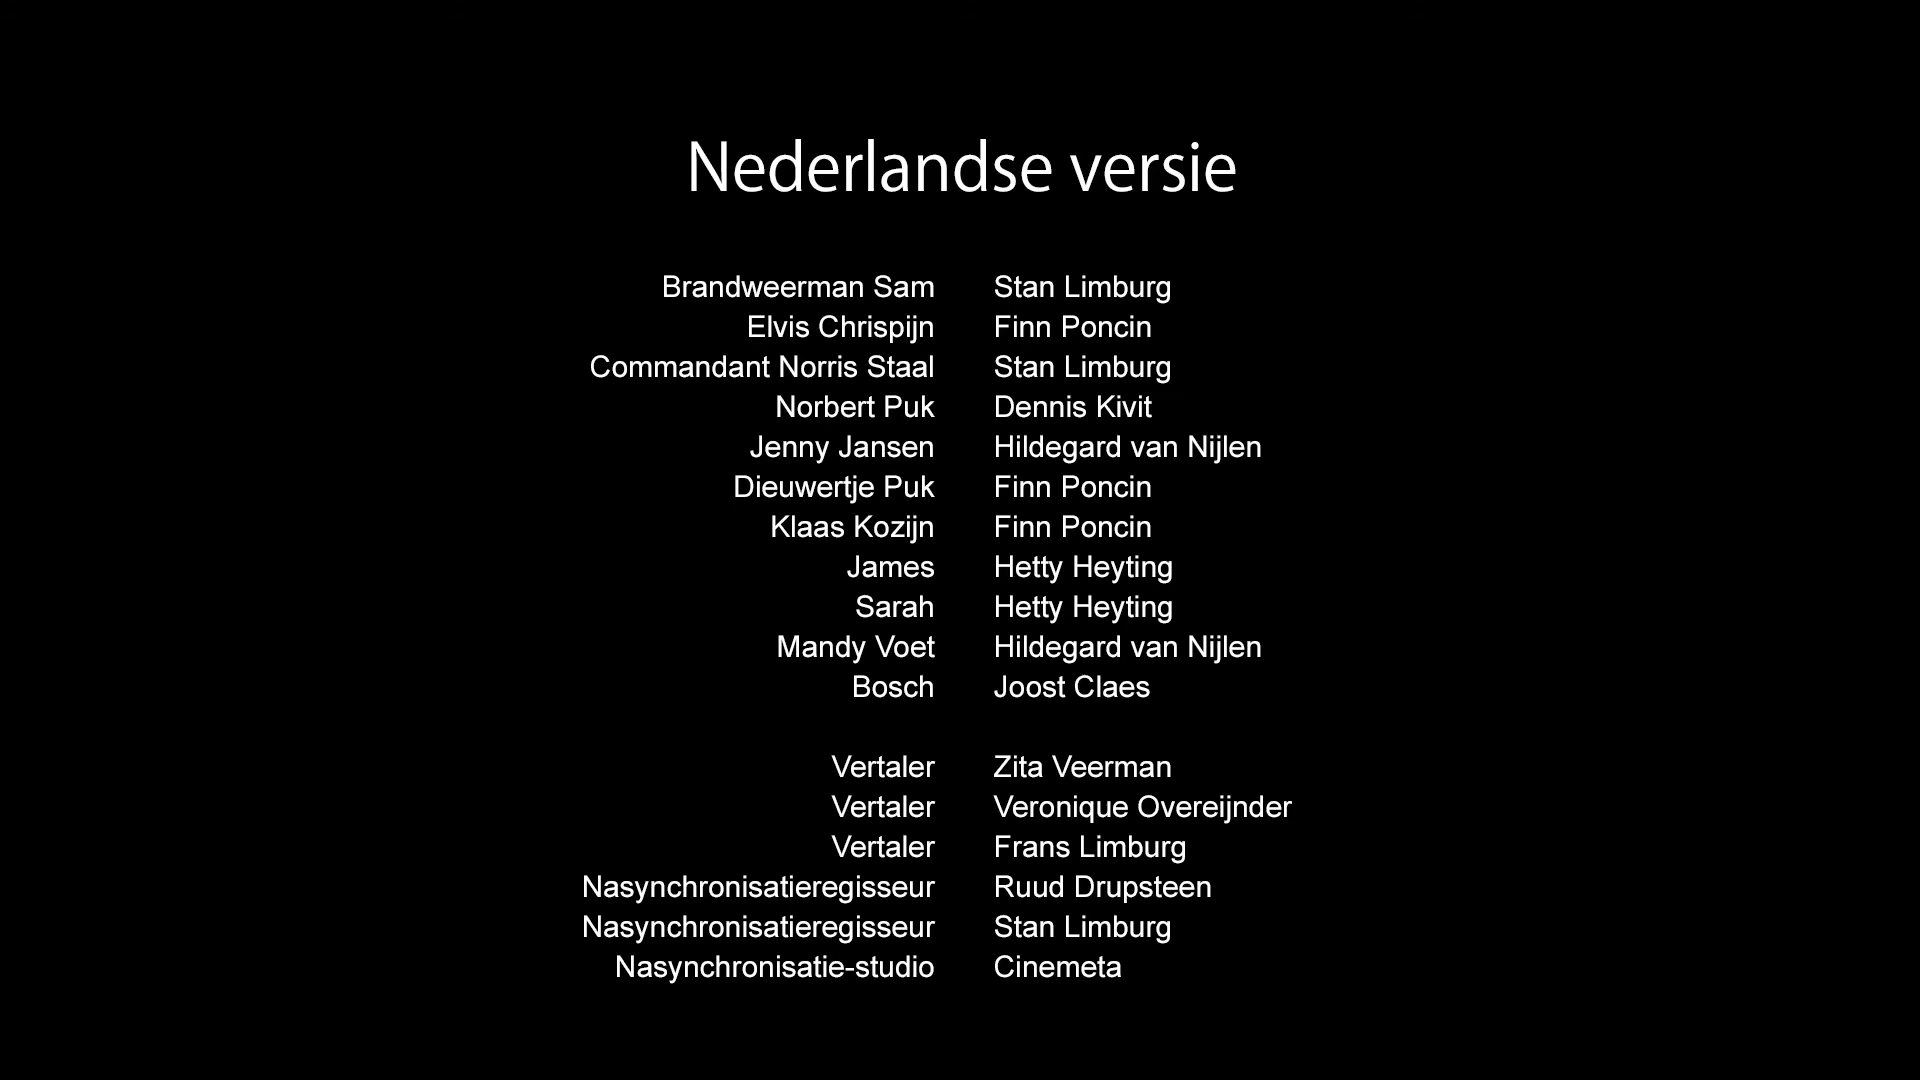 Nederlandse versie
Brandweerman Sam Stan Limburg
Elvis Chrispijn Finn Poncin
Commandant Norris Staal Stan Limburg
Norbert Puk Dennis Kivit
Jenny Jansen Hildegard van Nijlen
Dieuwertje Puk Finn Poncin
Klaas Kozijn Finn Poncin
James Hetty Heyting
Sarah Hetty Heyting
Mandy Voet Hildegard van Nijlen
Bosch Joost Claes
Vertaler Zita Veerman
Vertaler Veronique Overeijnder
Vertaler Frans Limburg
Nasynchronisatieregisseur Ruud Drupsteen
Nasynchronisatieregisseur Stan Limburg
Nasynchronisatie-studio Cinemeta